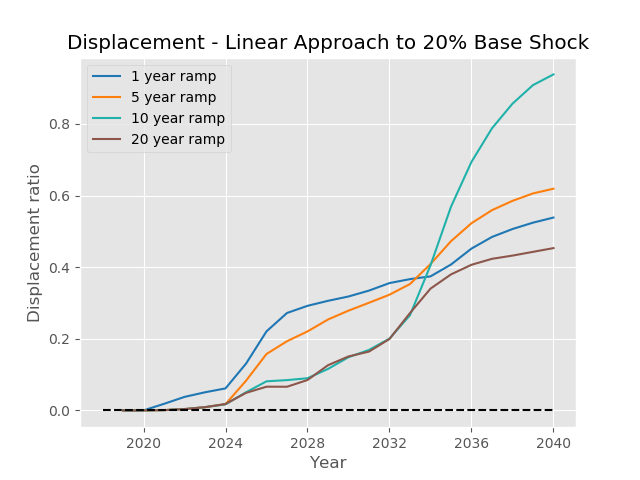 Displacement - Linear Approach to 20% Base Shock
1 year ramp
5 year ramp
10 year ramp
20 year ramp
Displacement ratio
0.8
0.6
0.4
0.2
0.0
2020 2024 2028 2032 2036 2040
Year